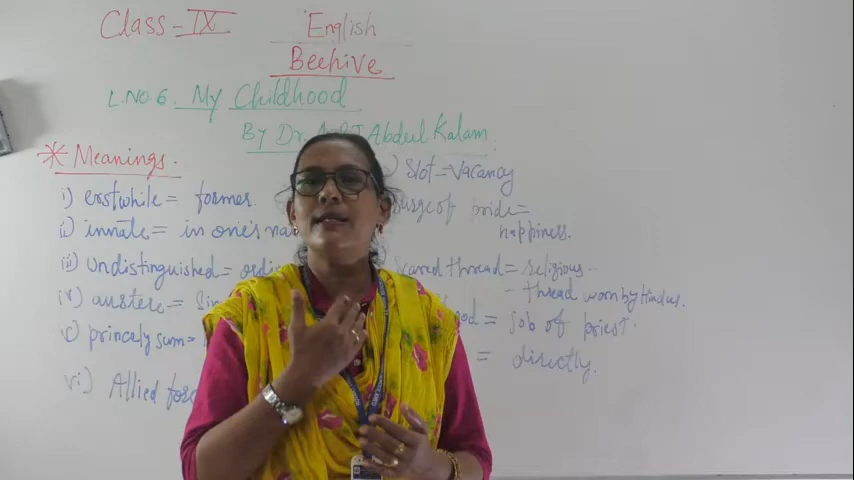 Class - IX
English
Beehive
L.No.6. My Childhood
By Dr. Abdul Kalam.
* Meanings.
i) erstwhile = former.
ii) innate = in one's
iii) undistinguished =
iv) austere =
v) princely sum =
vi) Allied
) Slot = Vacancy
surge of pride =
happiness.
Sacred thread = religious
- thread worn by Hindus.
= Job of priest.
= directly.